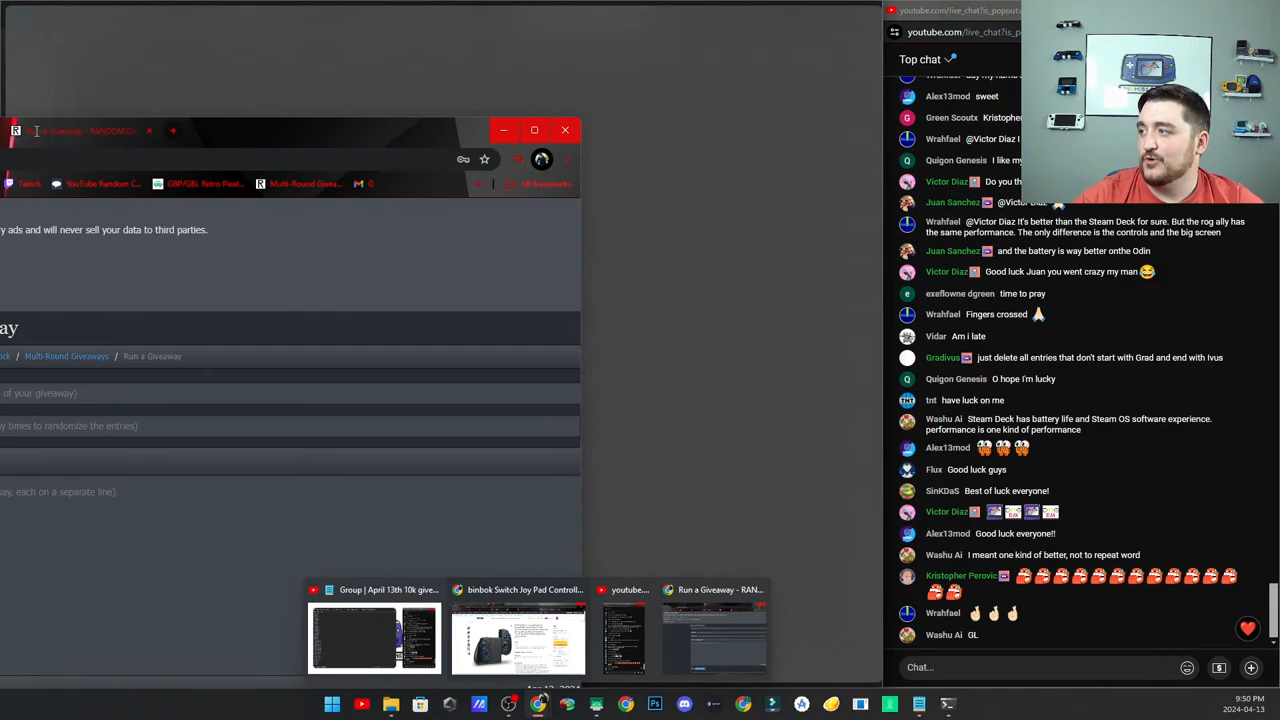 youtube.com/live_chat?is_popout=
youtube.com/live_chat?is_p
Top chat
Alex13mod sweet
Green Scoutx Kristopher
Wrahfael @Victor Diaz I
Quigon Genesis I like my
Victor Diaz Do you th
Juan Sanchez @Victor Diaz
Wrahfael @Victor Diaz It's better than the Steam Deck for sure. But the rog ally has
the same performance. The only difference is the controls and the big screen
Juan Sanchez and the battery is way better onthe Odin
Victor Diaz Good luck Juan you went crazy my man
e exeflowne dgreen time to pray
Wrahfael Fingers crossed
Vidar Am i late
Gradivus just delete all entries that don't start with Grad and end with Ivus
Q Quigon Genesis O hope I'm lucky
TNT tnt have luck on me
Washu Ai Steam Deck has battery life and Steam OS software experience.
performance is one kind of performance
Alex13mod
Flux Good luck guys
SinKDaS Best of luck everyone!
Victor Diaz
Alex13mod Good luck everyone!!
Washu Ai I meant one kind of better, not to repeat word
Kristopher Perovic
Wrahfael
Washu Ai GL
Chat...
R Run a Giveaway - RANDOM.O
Twitch YouTube Random C... GBP/GBL Retro Pixel... R Multi-Round Givea... G
All Bookmarks
y ads and will never sell your data to third parties.
ay
ock / Multi-Round Giveaways / Run a Giveaway
of your giveaway)
y times to randomize the entries)
way, each on a separate line)
Group | April 13th 10k give...
binbok Switch Joy Pad Controll...
youtube....
Run a Giveaway - RAN...
9:50 PM
2024-04-13